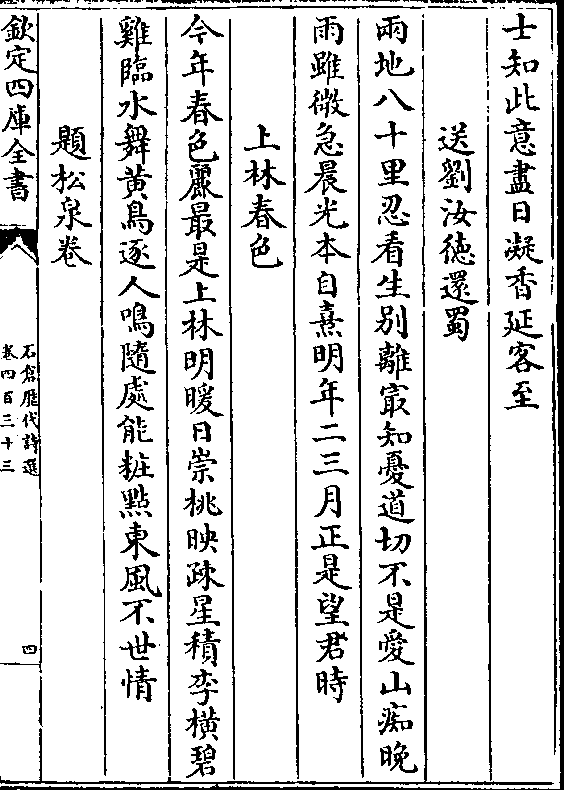 士知此意盡日凝香延客至
送劉汝徳還蜀
兩地八十里忍看生别離㝡知憂道切不是愛山痴晚
雨雖微急晨光本自熹明年二三月正是望君時
上林春色
今年春色麗最是上林明暖日崇桃映疎星積李横碧
雞臨水舞黄鳥逐人鳴隨處能粧點東風不世情
題松泉卷
欽定四庫全書
石倉歴代詩選
卷四百三十三
四